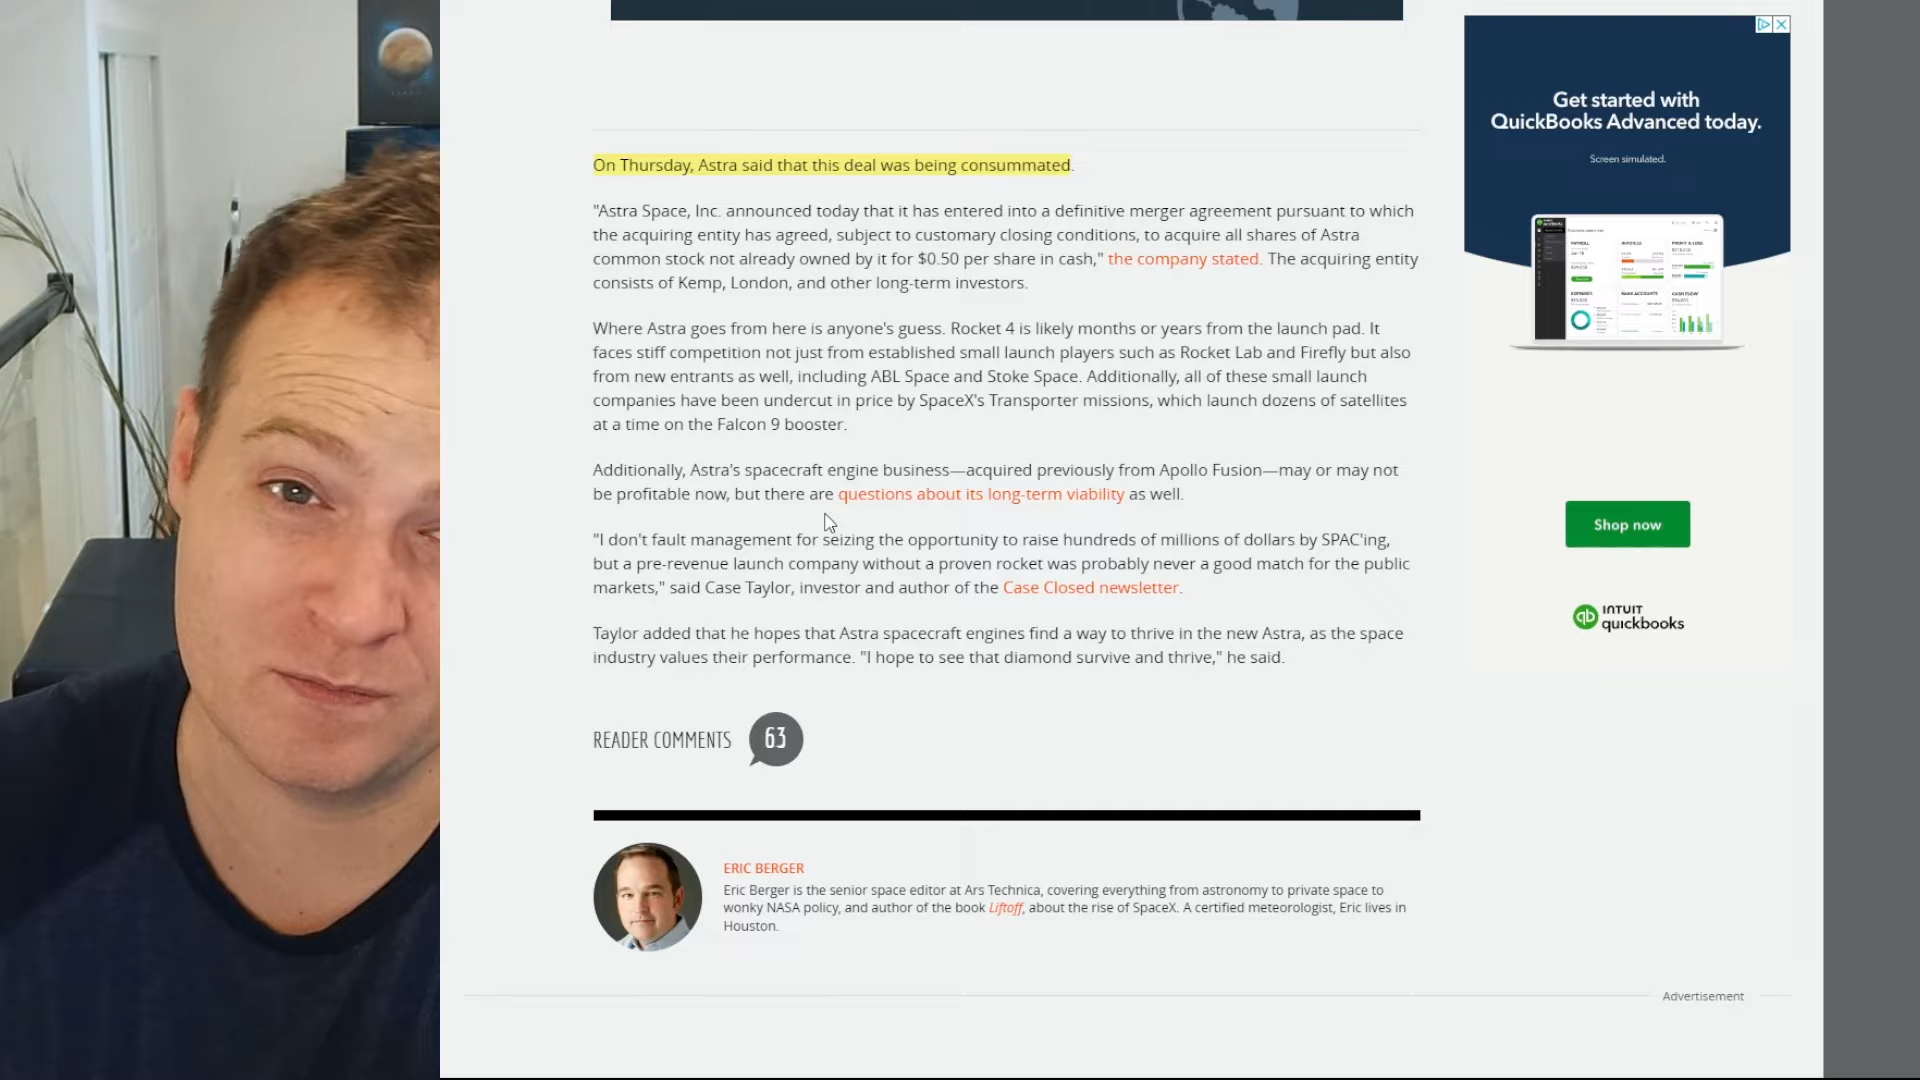 On Thursday, Astra said that this deal was being consummated.
"Astra Space, Inc. announced today that it has entered into a definitive merger agreement pursuant to which
the acquiring entity has agreed, subject to customary closing conditions, to acquire all shares of Astra
common stock not already owned by it for $0.50 per share in cash," the company stated. The acquiring entity
consists of Kemp, London, and other long-term investors.
Where Astra goes from here is anyone's guess. Rocket 4 is likely months or years from the launch pad. It
faces stiff competition not just from established small launch players such as Rocket Lab and Firefly but also
from new entrants as well, including ABL Space and Stoke Space. Additionally, all of these small launch
companies have been undercut in price by SpaceX's Transporter missions, which launch dozens of satellites
at a time on the Falcon 9 booster.
Additionally, Astra's spacecraft engine business—acquired previously from Apollo Fusion—may or may not
be profitable now, but there are questions about its long-term viability as well.
"I don't fault management for seizing the opportunity to raise hundreds of millions of dollars by SPAC'ing,
but a pre-revenue launch company without a proven rocket was probably never a good match for the public
markets," said Case Taylor, investor and author of the Case Closed newsletter.
Taylor added that he hopes that Astra spacecraft engines find a way to thrive in the new Astra, as the space
industry values their performance. "I hope to see that diamond survive and thrive," he said.
READER COMMENTS 63
ERIC BERGER
Eric Berger is the senior space editor at Ars Technica, covering everything from astronomy to private space to
wonky NASA policy, and author of the book Liftoff, about the rise of SpaceX. A certified meteorologist, Eric lives in
Houston.
Get started with
QuickBooks Advanced today.
Screen simulated.
PAYROLL
INVOICES
PROFIT & LOSS
EXPENSES
BANK ACCOUNTS
CASH FLOW
Shop now
qb INTUIT
quickbooks
Advertisement